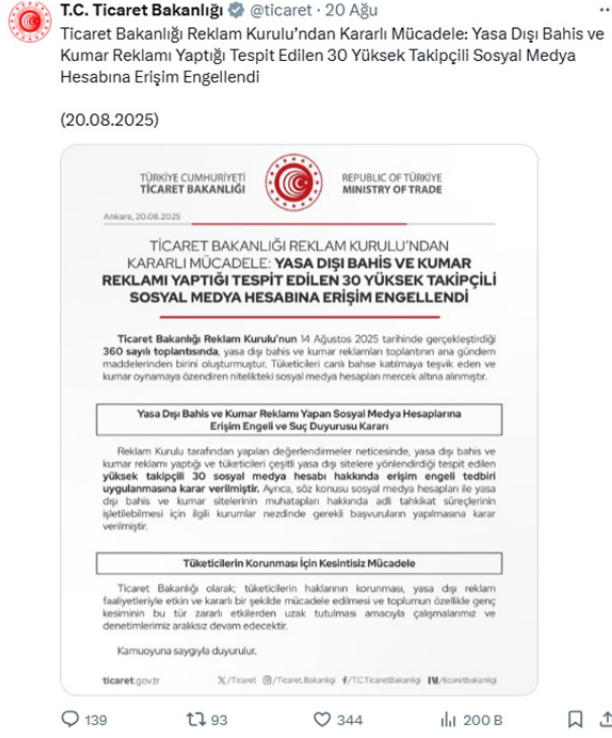 T.C. Ticaret Bakanlığı @ticaret · 20 Ağu
Ticaret Bakanlığı Reklam Kurulu’ndan Kararlı Mücadele: Yasa Dışı Bahis ve
Kumar Reklamı Yaptığı Tespit Edilen 30 Yüksek Takipçili Sosyal Medya
Hesabına Erişim Engellendi
(20.08.2025)
TÜRKİYE CUMHURİYETİ
TİCARET BAKANLIĞI
REPUBLIC OF TÜRKİYE
MINISTRY OF TRADE
Ankara, 20.08.2025
TİCARET BAKANLIĞI REKLAM KURULU’NDAN
KARARLI MÜCADELE: YASA DIŞI BAHİS VE KUMAR
REKLAMI YAPTIĞI TESPİT EDİLEN 30 YÜKSEK TAKİPÇİLİ
SOSYAL MEDYA HESABINA ERİŞİM ENGELLENDİ
Ticaret Bakanlığı Reklam Kurulu’nun 14 Ağustos 2025 tarihinde gerçekleştirdiği
360 sayılı toplantısında, yasa dışı bahis ve kumar reklamları toplantının ana gündem
maddelerinden birini oluşturmuştur. Tüketicileri canlı bahse katılmaya teşvik eden ve
kumar oynamaya özendiren nitelikteki sosyal medya hesapları mercek altına alınmıştır.
Yasa Dışı Bahis ve Kumar Reklamı Yapan Sosyal Medya Hesaplarına
Erişim Engeli ve Suç Duyurusu Kararı
Reklam Kurulu tarafından yapılan değerlendirmeler neticesinde, yasa dışı bahis ve
kumar reklamı yaptığı ve tüketicileri çeşitli yasa dışı sitelere yönlendirdiği tespit edilen
yüksek takipçili 30 sosyal medya hesabı hakkında erişim engeli tedbiri
uygulanmasına karar verilmiştir. Ayrıca, söz konusu sosyal medya hesapları ile yasa
dışı bahis ve kumar sitelerinin muhatapları hakkında adli tahkikat süreçlerinin
işletilebilmesi için ilgili kurumlar nezdinde gerekli başvuruların yapılmasına karar
verilmiştir.
Tüketicilerin Korunması İçin Kesintisiz Mücadele
Ticaret Bakanlığı olarak; tüketicilerin haklarının korunması, yasa dışı reklam
faaliyetleriyle etkin ve kararlı bir şekilde mücadele edilmesi ve toplumun özellikle genç
kesiminin bu tür zararlı etkilerden uzak tutulması amacıyla çalışmalarımız ve
denetimlerimiz aralıksız devam edecektir.
Kamuoyuna saygıyla duyurulur.
ticaret.gov.tr
/Ticaret /Ticaret.Bakanligi /T.C.TicaretBakanligi /ticaretbakanligi
139 93 344 200 B